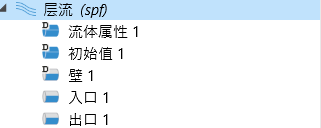 层流 (spf)
D 流体属性 1
D 初始值 1
D 壁 1
入口 1
出口 1